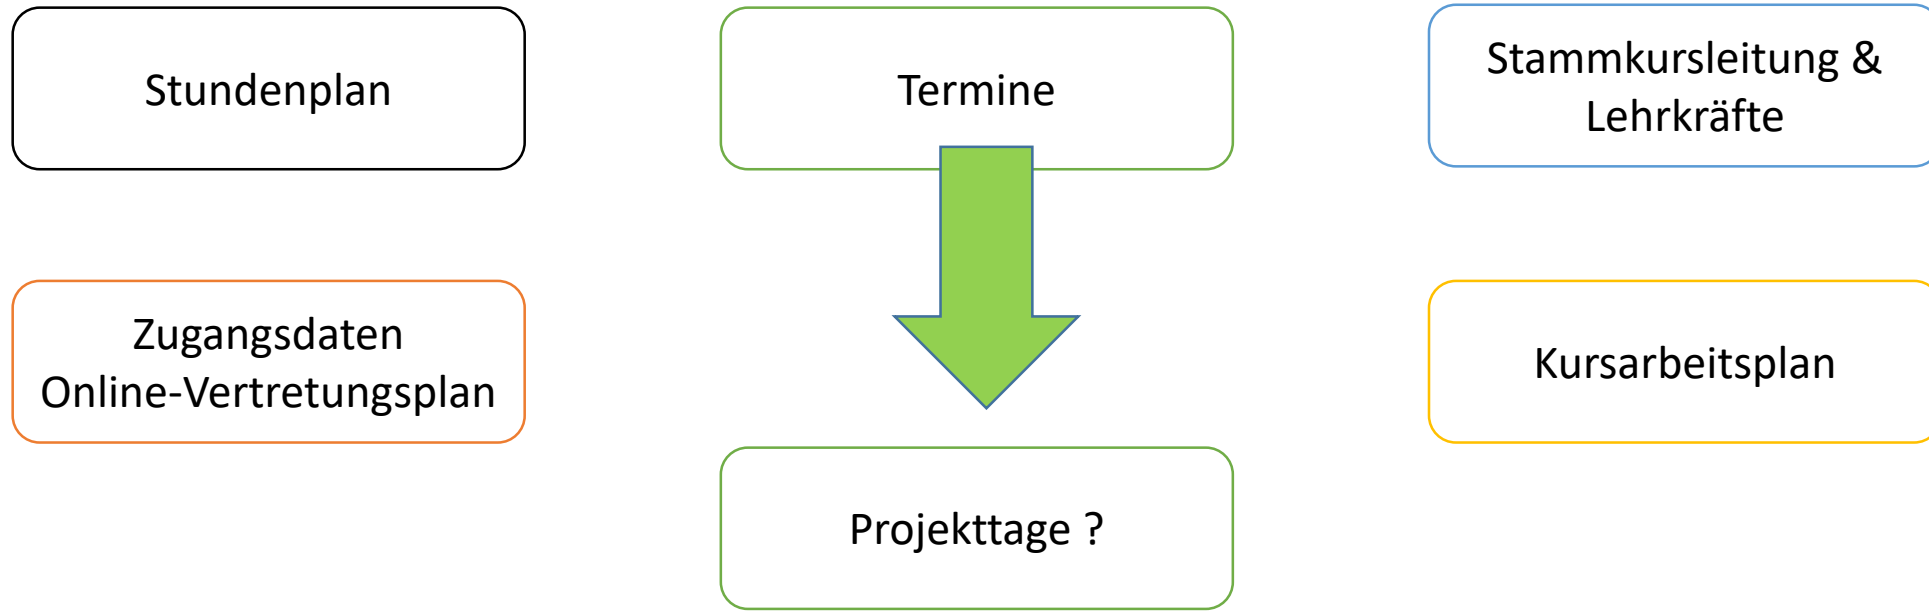 Stundenplan
Termine
Stammkursleitung &
Lehrkräfte
Zugangsdaten
Online-Vertretungsplan
Kursarbeitsplan
Projekttage ?